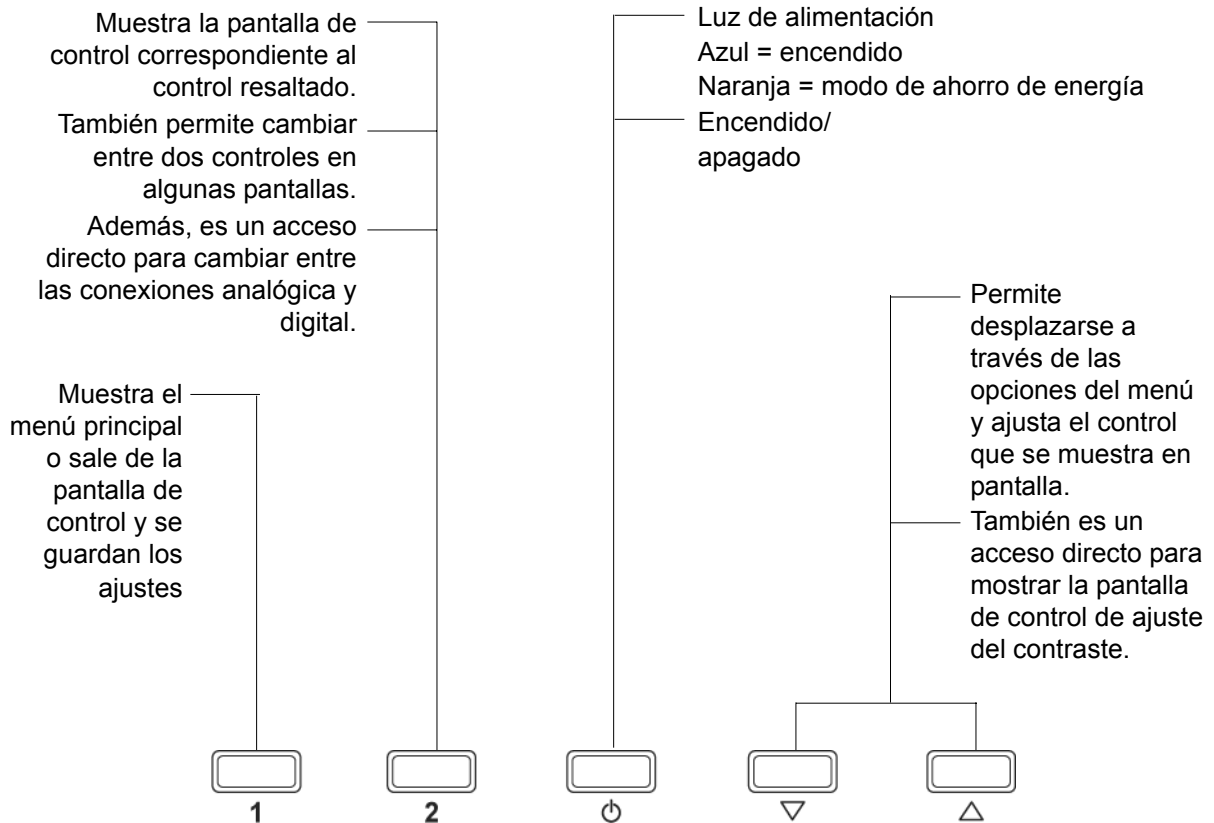 Muestra la pantalla de
control correspondiente al
control resaltado.
También permite cambiar
entre dos controles en
algunas pantallas.
Además, es un acceso
directo para cambiar entre
las conexiones analógica y
digital.
Luz de alimentación
Azul = encendido
Naranja = modo de ahorro de energía
Encendido/
apagado
Muestra el
menú principal
o sale de la
pantalla de
control y se
guardan los
ajustes
Permite
desplazarse a
través de las
opciones del menú
y ajusta el control
que se muestra en
pantalla.
También es un
acceso directo para
mostrar la pantalla
de control de ajuste
del contraste.
1 2